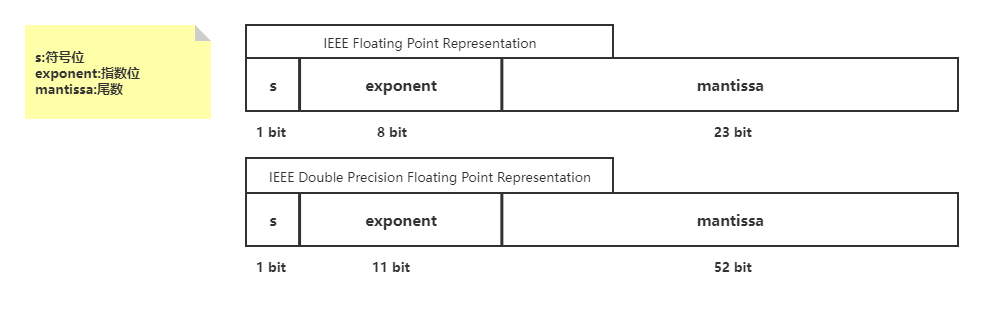 s:符号位
exponent:指数位
mantissa:尾数
IEEE Floating Point Representation
s exponent mantissa
1 bit 8 bit 23 bit
IEEE Double Precision Floating Point Representation
s exponent mantissa
1 bit 11 bit 52 bit